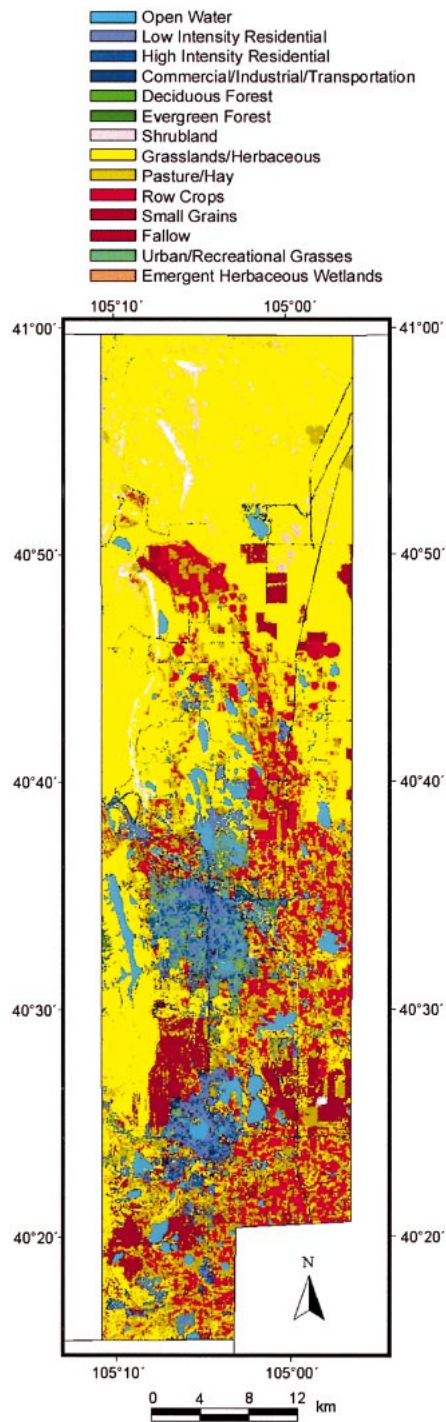 Open Water
Low Intensity Residential
High Intensity Residential
Commercial/Industrial/Transportation
Deciduous Forest
Evergreen Forest
Shrubland
Grasslands/Herbaceous
Pasture/Hay
Row Crops
Small Grains
Fallow
Urban/Recreational Grasses
Emergent Herbaceous Wetlands
105°10´ 105°00´
41°00´ 41°00´
40°50´ 40°50´
40°40´ 40°40´
40°30´ 40°30´
40°20´ 40°20´
N
105°10´ 105°00´
0 4 8 12 km